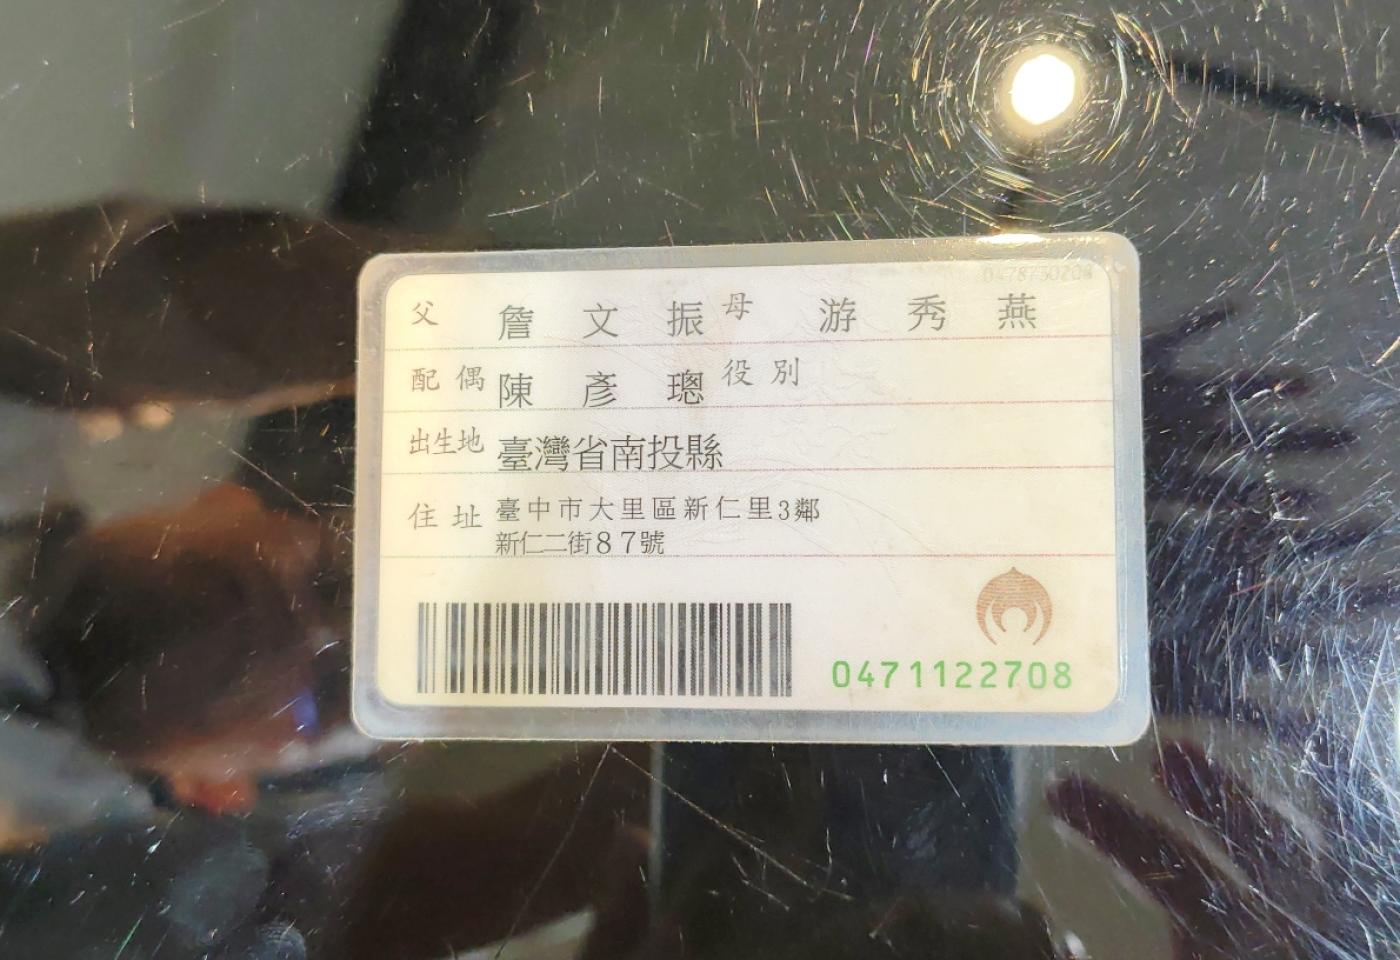 0478730208
父 詹文振 母 游秀燕
配偶 陳彥璁 役別
出生地 臺灣省南投縣
住址 臺中市大里區新仁里3鄰
新仁二街87號
0471122708